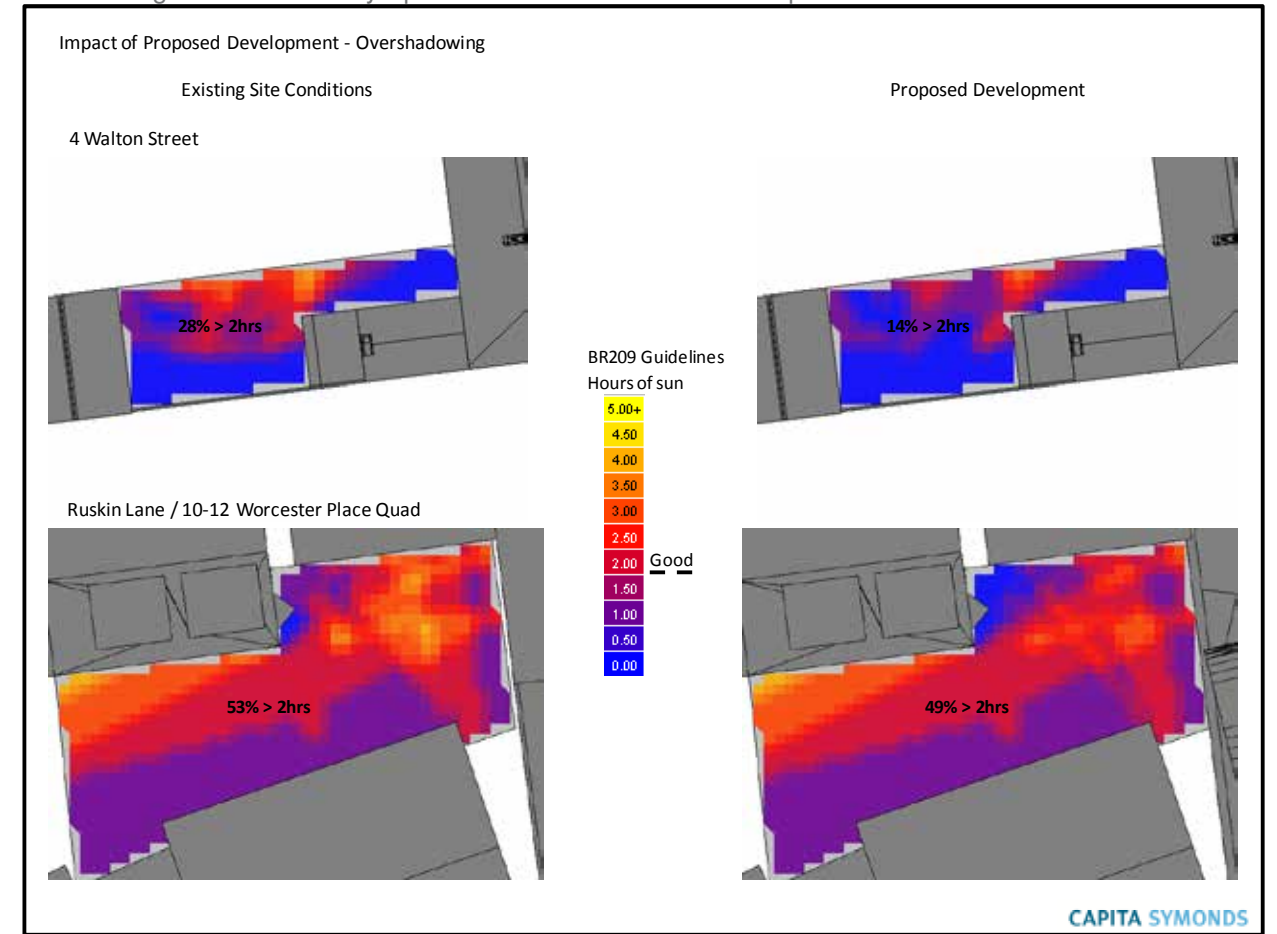 Impact of Proposed Development - Overshadowing
Existing Site Conditions
Proposed Development
4 Walton Street
28% > 2hrs
14% > 2hrs
BR209 Guidelines
Hours of sun
5.00+
4.50
4.00
3.50
3.00
2.50
2.00 Good
1.50
1.00
0.50
0.00
Ruskin Lane / 10-12 Worcester Place Quad
53% > 2hrs
49% > 2hrs
CAPITA SYMONDS